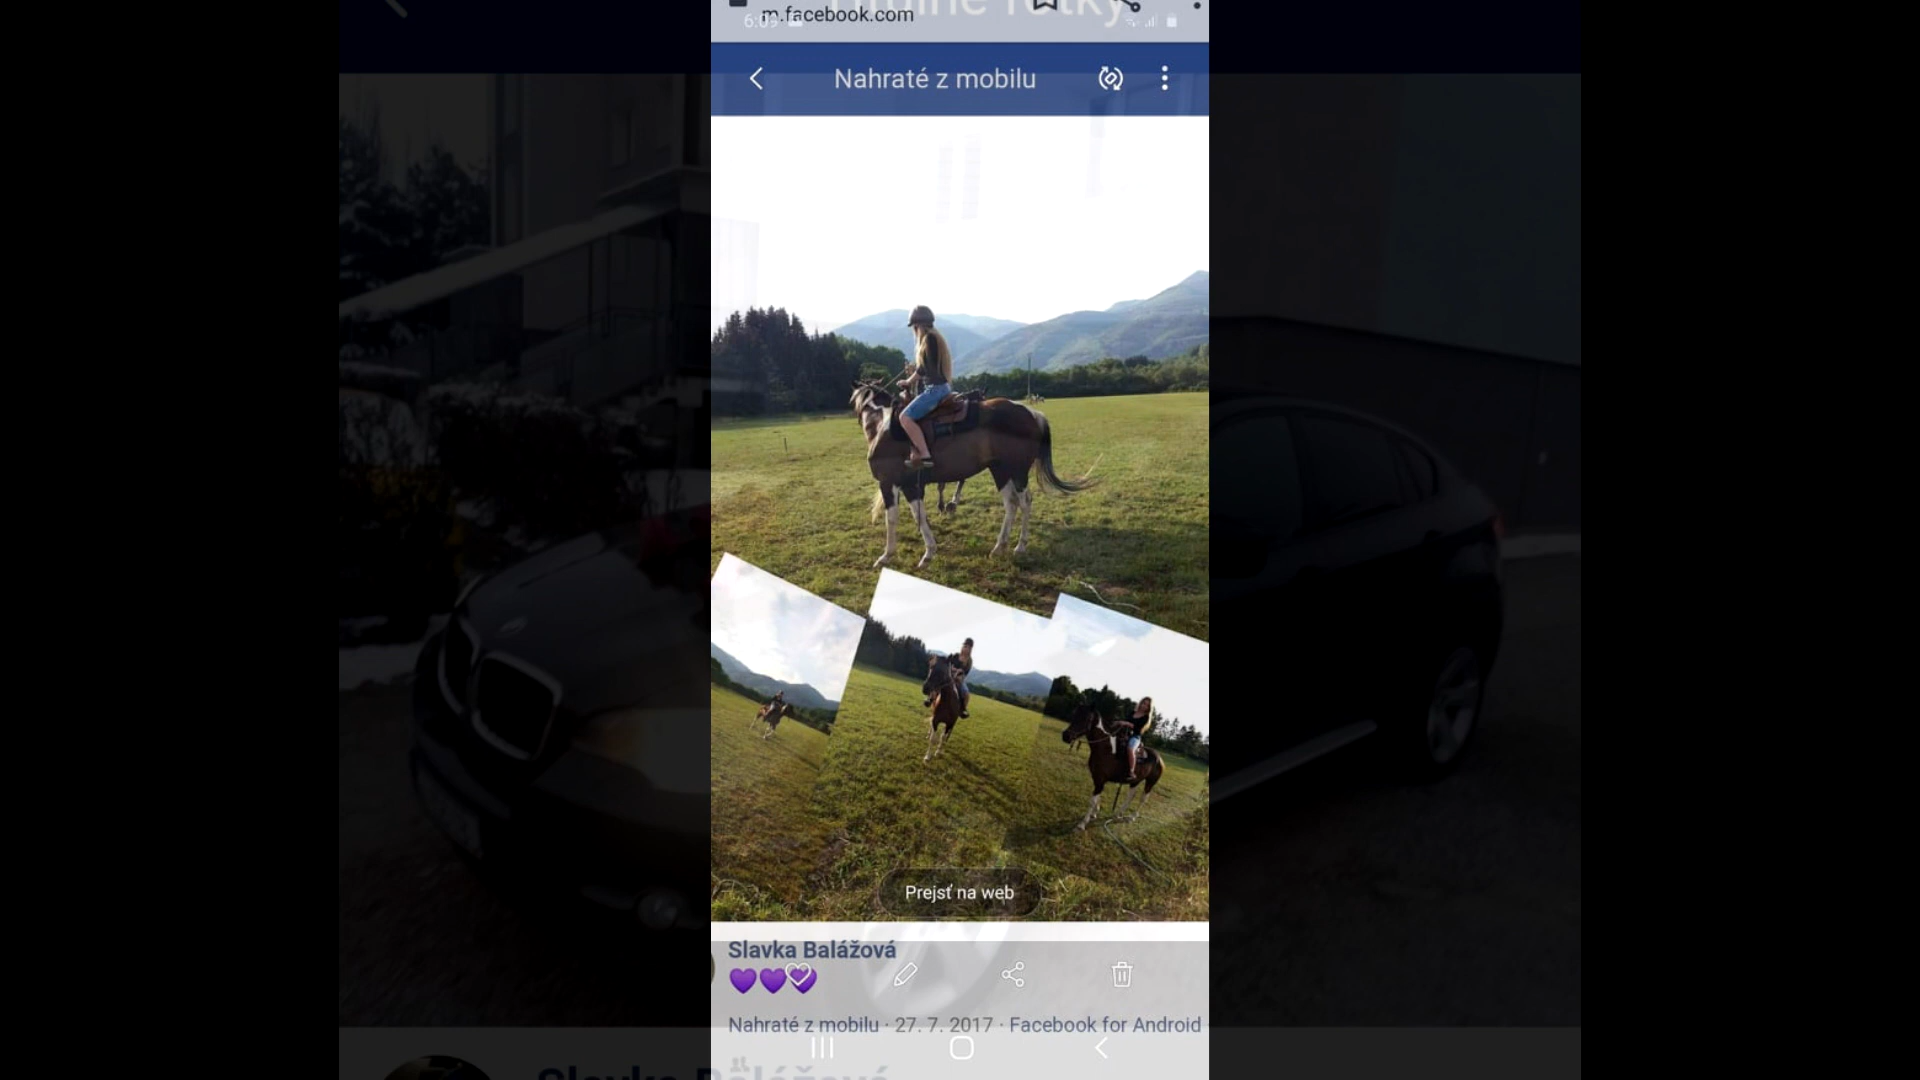 m.facebook.com
Nahraté z mobilu
Prejsť na web
Slavka Balážová
Nahraté z mobilu · 27. 7. 2017 · Facebook for Android